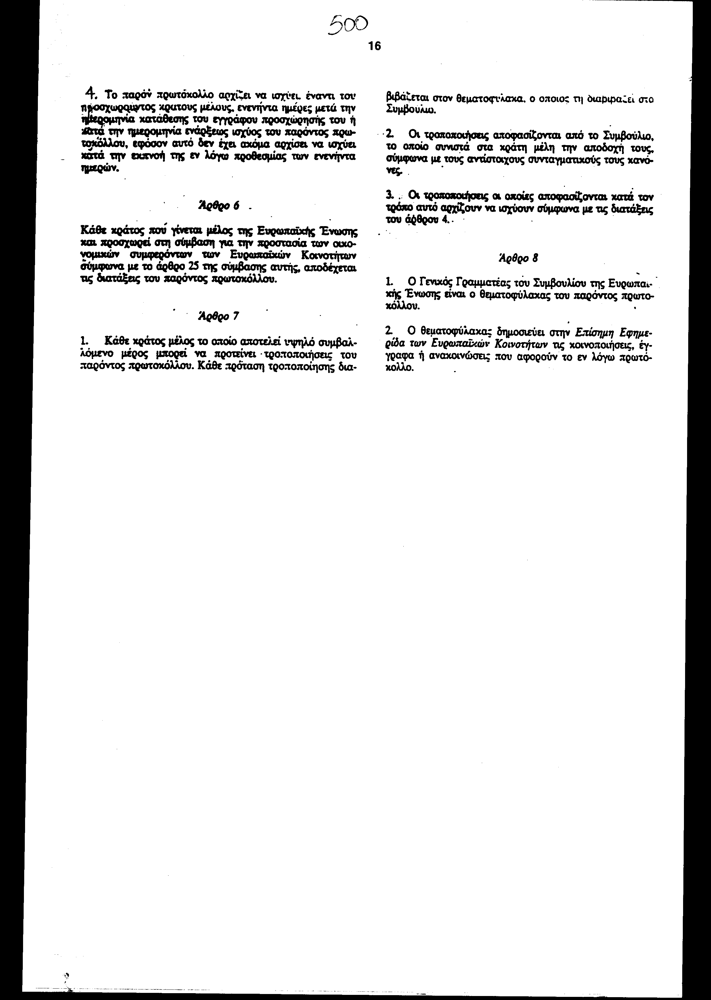 500
16
4. Το παρόν πρωτόκολλο αρχίζει να ισχύει, έναντι του
προσχωρούντος κράτους μέλους, ενενήντα ημέρες μετά την
ημερομηνία κατάθεσης του εγγράφου προσχώρησής του ή
κατά την ημερομηνία ενάρξεως ισχύος του παρόντος πρω-
τοκόλλου, εφόσον αυτό δεν έχει ακόμα αρχίσει να ισχύει
κατά την εκπνοή της εν λόγω προθεσμίας των ενενήντα
ημερών.
Άρθρο 6
Κάθε κράτος που γίνεται μέλος της Ευρωπαϊκής Ένωσης
και προσχωρεί στη σύμβαση για την προστασία των οικο-
νομικών συμφερόντων των Ευρωπαϊκών Κοινοτήτων
σύμφωνα με το άρθρο 25 της σύμβασης αυτής, αποδέχεται
τις διατάξεις του παρόντος πρωτοκόλλου.
Άρθρο 7
1. Κάθε κράτος μέλος το οποίο αποτελεί υψηλό συμβαλ-
λόμενο μέρος μπορεί να προτείνει τροποποιήσεις του
παρόντος πρωτοκόλλου. Κάθε πρόταση τροποποίησης δια-
βιβάζεται στον θεματοφύλακα, ο οποίος τη διαβιβάζει στο
Συμβούλιο.
2. Οι τροποποιήσεις αποφασίζονται από το Συμβούλιο,
το οποίο συνιστά στα κράτη μέλη την αποδοχή τους,
σύμφωνα με τους αντίστοιχους συνταγματικούς τους κανό-
νες.
3. Οι τροποποιήσεις οι οποίες αποφασίζονται κατά τον
τρόπο αυτό αρχίζουν να ισχύουν σύμφωνα με τις διατάξεις
του άρθρου 4.
Άρθρο 8
1. Ο Γενικός Γραμματέας του Συμβουλίου της Ευρωπαϊ-
κής Ένωσης είναι ο θεματοφύλακας του παρόντος πρωτο-
κόλλου.
2. Ο θεματοφύλακας δημοσιεύει στην Επίσημη Εφημε-
ρίδα των Ευρωπαϊκών Κοινοτήτων τις κοινοποιήσεις, έγ-
γραφα ή ανακοινώσεις που αφορούν το εν λόγω πρωτό-
κολλο.